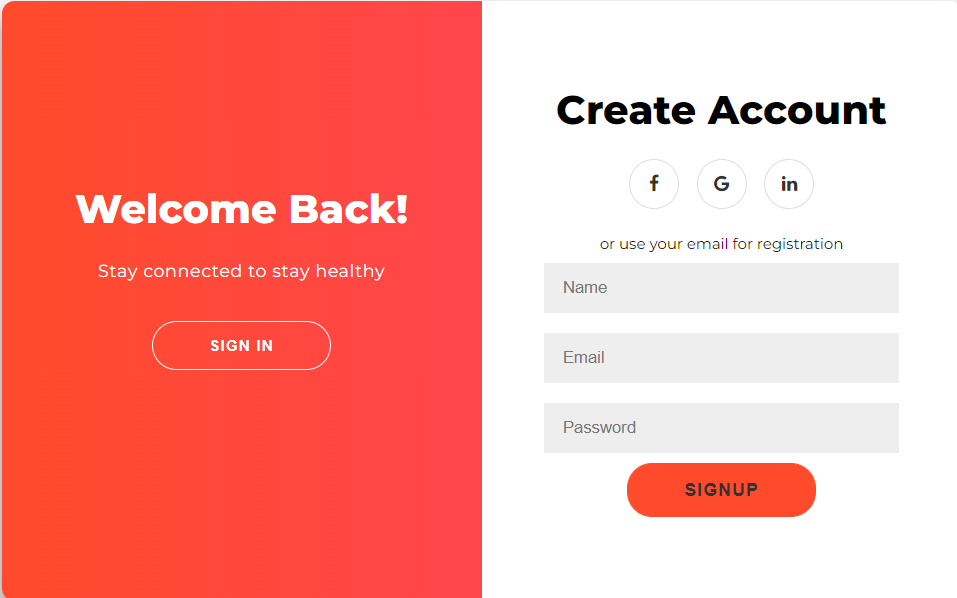 Welcome Back!
Stay connected to stay healthy
SIGN IN
Create Account
f G in
or use your email for registration
Name
Email
Password
SIGNUP